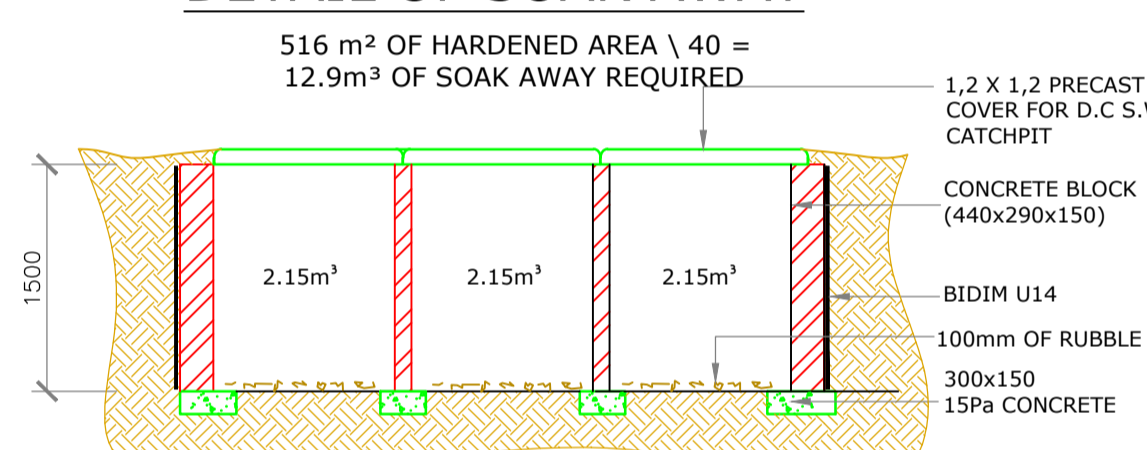 516 m² OF HARDENED AREA \ 40 =
12.9m³ OF SOAK AWAY REQUIRED
1,2 X 1,2 PRECAST
COVER FOR D.C
CATCHPIT
CONCRETE BLOCK
(440x290x150)
2.15m³ 2.15m³ 2.15m³
1500
BIDIM U14
100mm OF RUBBLE
300x150
15Pa CONCRETE